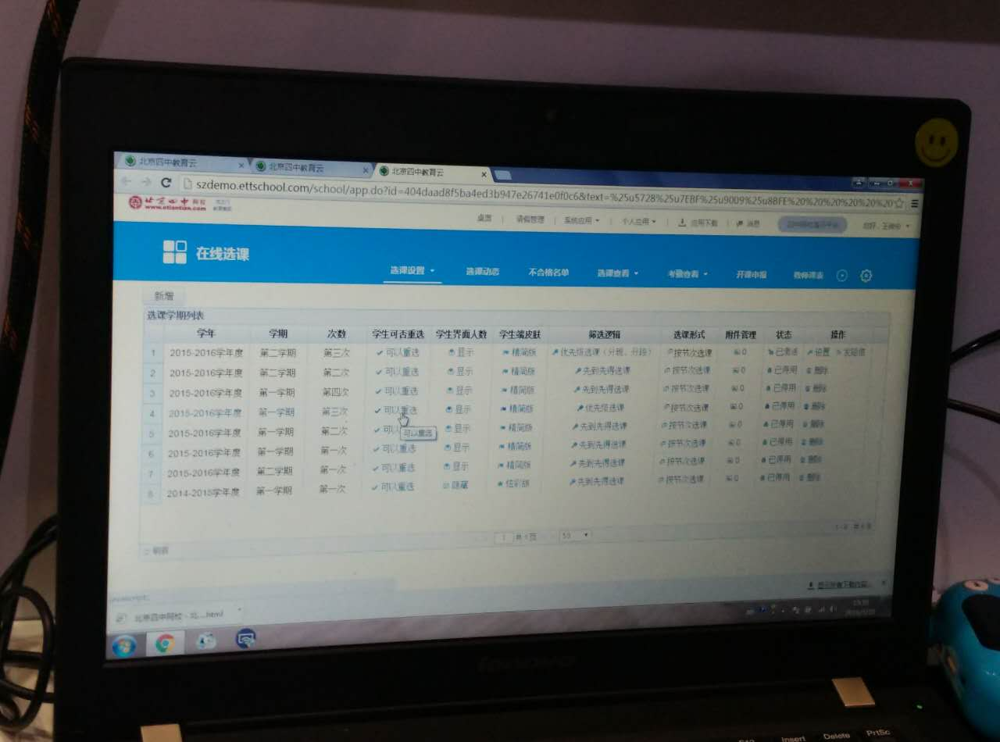 北京四中教育云
北京四中教育云
北京四中教育云
szdemo.ettschool.com/school/app.do?id=404daad8f5ba4ed3b947e26741e0f0c6&text=%25u5728%25u7EBF%25u9009%25u8BFE%20%20%20%20%20%20
北京四中网校
www.etiantian.com
桌面 请假管理 系统应用 个人应用 应用下载 消息
在线选课
选课设置 选课动态 不合格名单 选课查看 考勤查看 开课申报 教师课表
新增
选课学期列表
学年 学期 次数 学生可否重选 学生界面人数 学生端皮肤 筛选逻辑 选课形式 附件管理 状态 操作
1 2015-2016学年度 第二学期 第三次 可以重选 显示 精简版 优先级选课（分班、分段） 按节次选课 0 已激活 设置 发短信
2 2015-2016学年度 第二学期 第二次 可以重选 显示 精简版 先到先得选课 按节次选课 0 已停用 删除
3 2015-2016学年度 第一学期 第四次 可以重选 显示 精简版 先到先得选课 按节次选课 0 已停用 删除
4 2015-2016学年度 第一学期 第三次 可以重选 显示 精简版 优先级选课 按节次选课 0 已停用 删除
5 2015-2016学年度 第一学期 第二次 可以 显示 精简版 先到先得选课 按节次选课 0 已停用 删除
可以重选
6 2015-2016学年度 第一学期 第一次 可以重选 显示 精简版 先到先得选课 按节次选课 0 已停用 删除
7 2015-2016学年度 第二学期 第一次 可以重选 显示 精简版 先到先得选课 按节次选课 0 已停用 删除
8 2014-2015学年度 第一学期 第一次 可以重选 隐藏 炫彩版 先到先得选课 按节次选课 0 已停用 删除
1 共1页 50
刷新
显示所有下载内容...
北京四中网校 - 北....html
lenovo
F12 Insert Delete PrtSc